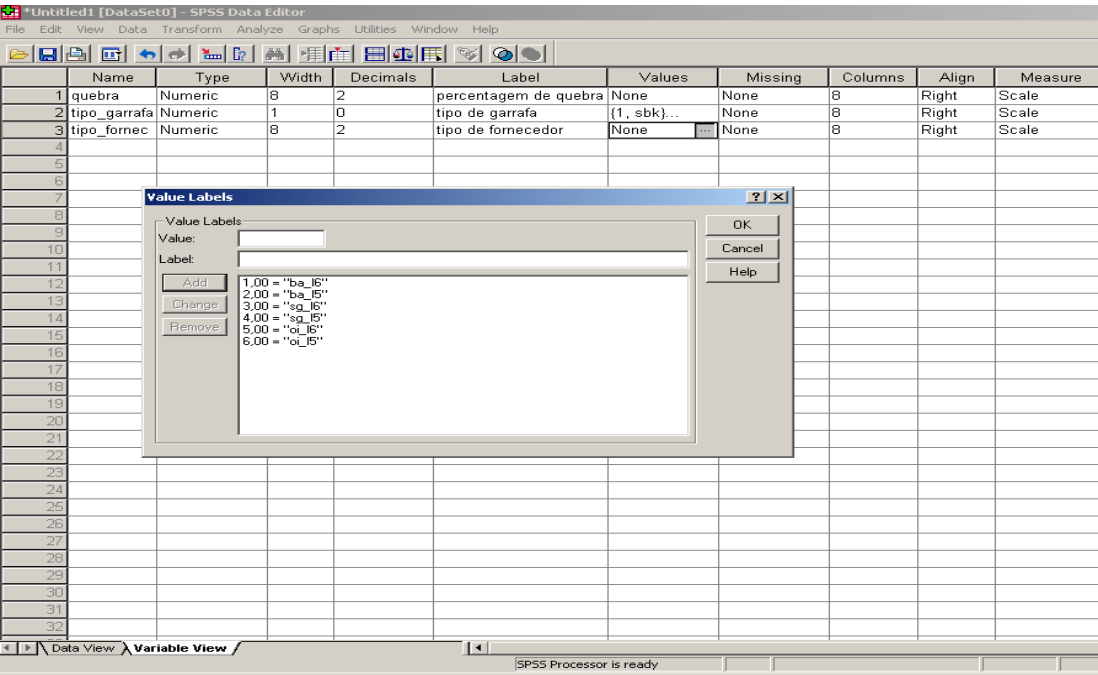 *Untitled1 [DataSet0] - SPSS Data Editor
File Edit View Data Transform Analyze Graphs Utilities Window Help
Name Type Width Decimals Label Values Missing Columns Align Measure
1 quebra Numeric 8 2 percentagem de quebra None None 8 Right Scale
2 tipo_garrafa Numeric 1 0 tipo de garrafa {1, sbk}... None 8 Right Scale
3 tipo_fornec Numeric 8 2 tipo de fornecedor None ... None 8 Right Scale
4
5
6
7
8
9
10
11
12
13
14
15
16
17
18
19
20
21
22
23
24
25
26
27
28
29
30
31
32
Value Labels ? X
Value Labels
Value:
Label:
Add
Change
Remove
1,00 = "ba_l6"
2,00 = "ba_l5"
3,00 = "sg_l6"
4,00 = "sg_l5"
5,00 = "oi_l6"
6,00 = "oi_l5"
OK
Cancel
Help
Data View Variable View
SPSS Processor is ready